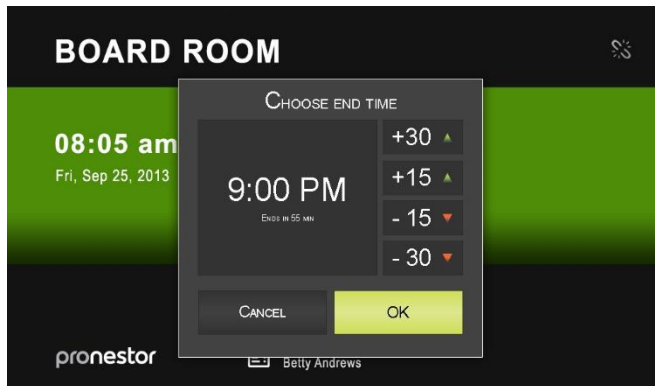 BOARD ROOM
CHOOSE END TIME
08:05 am
Fri, Sep 25, 2013
9:00 PM
ENDS IN 55 MIN
+30
+15
- 15
- 30
CANCEL
OK
pronestor
Betty Andrews